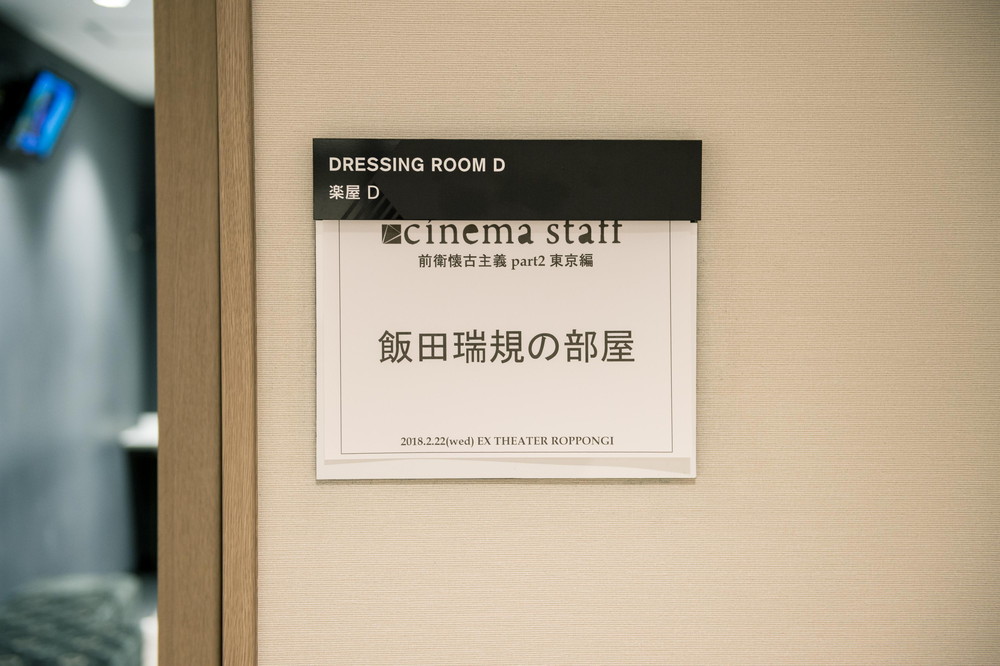 DRESSING ROOM D
楽屋 D
cinema staff
前衛懐古主義 part2 東京編
飯田瑞規の部屋
2018.2.22(wed) EX THEATER ROPPONGI